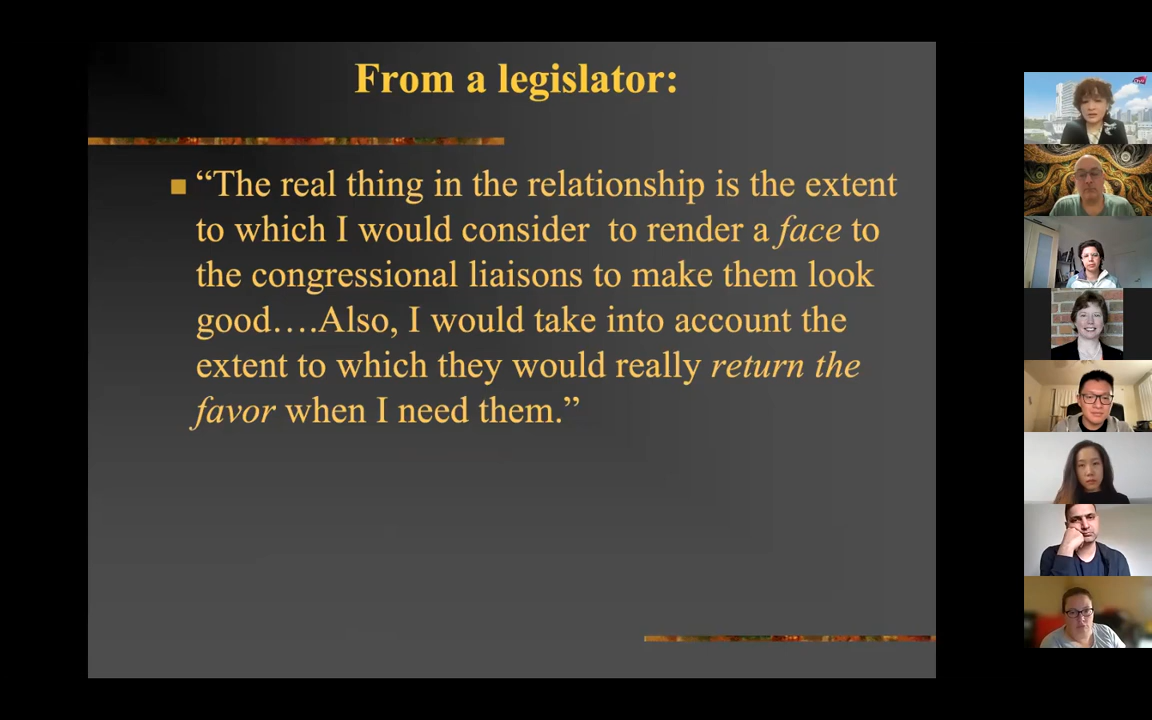 From a legislator:
“The real thing in the relationship is the extent
to which I would consider  to render a face to
the congressional liaisons to make them look
good….Also, I would take into account the
extent to which they would really return the
favor when I need them.”